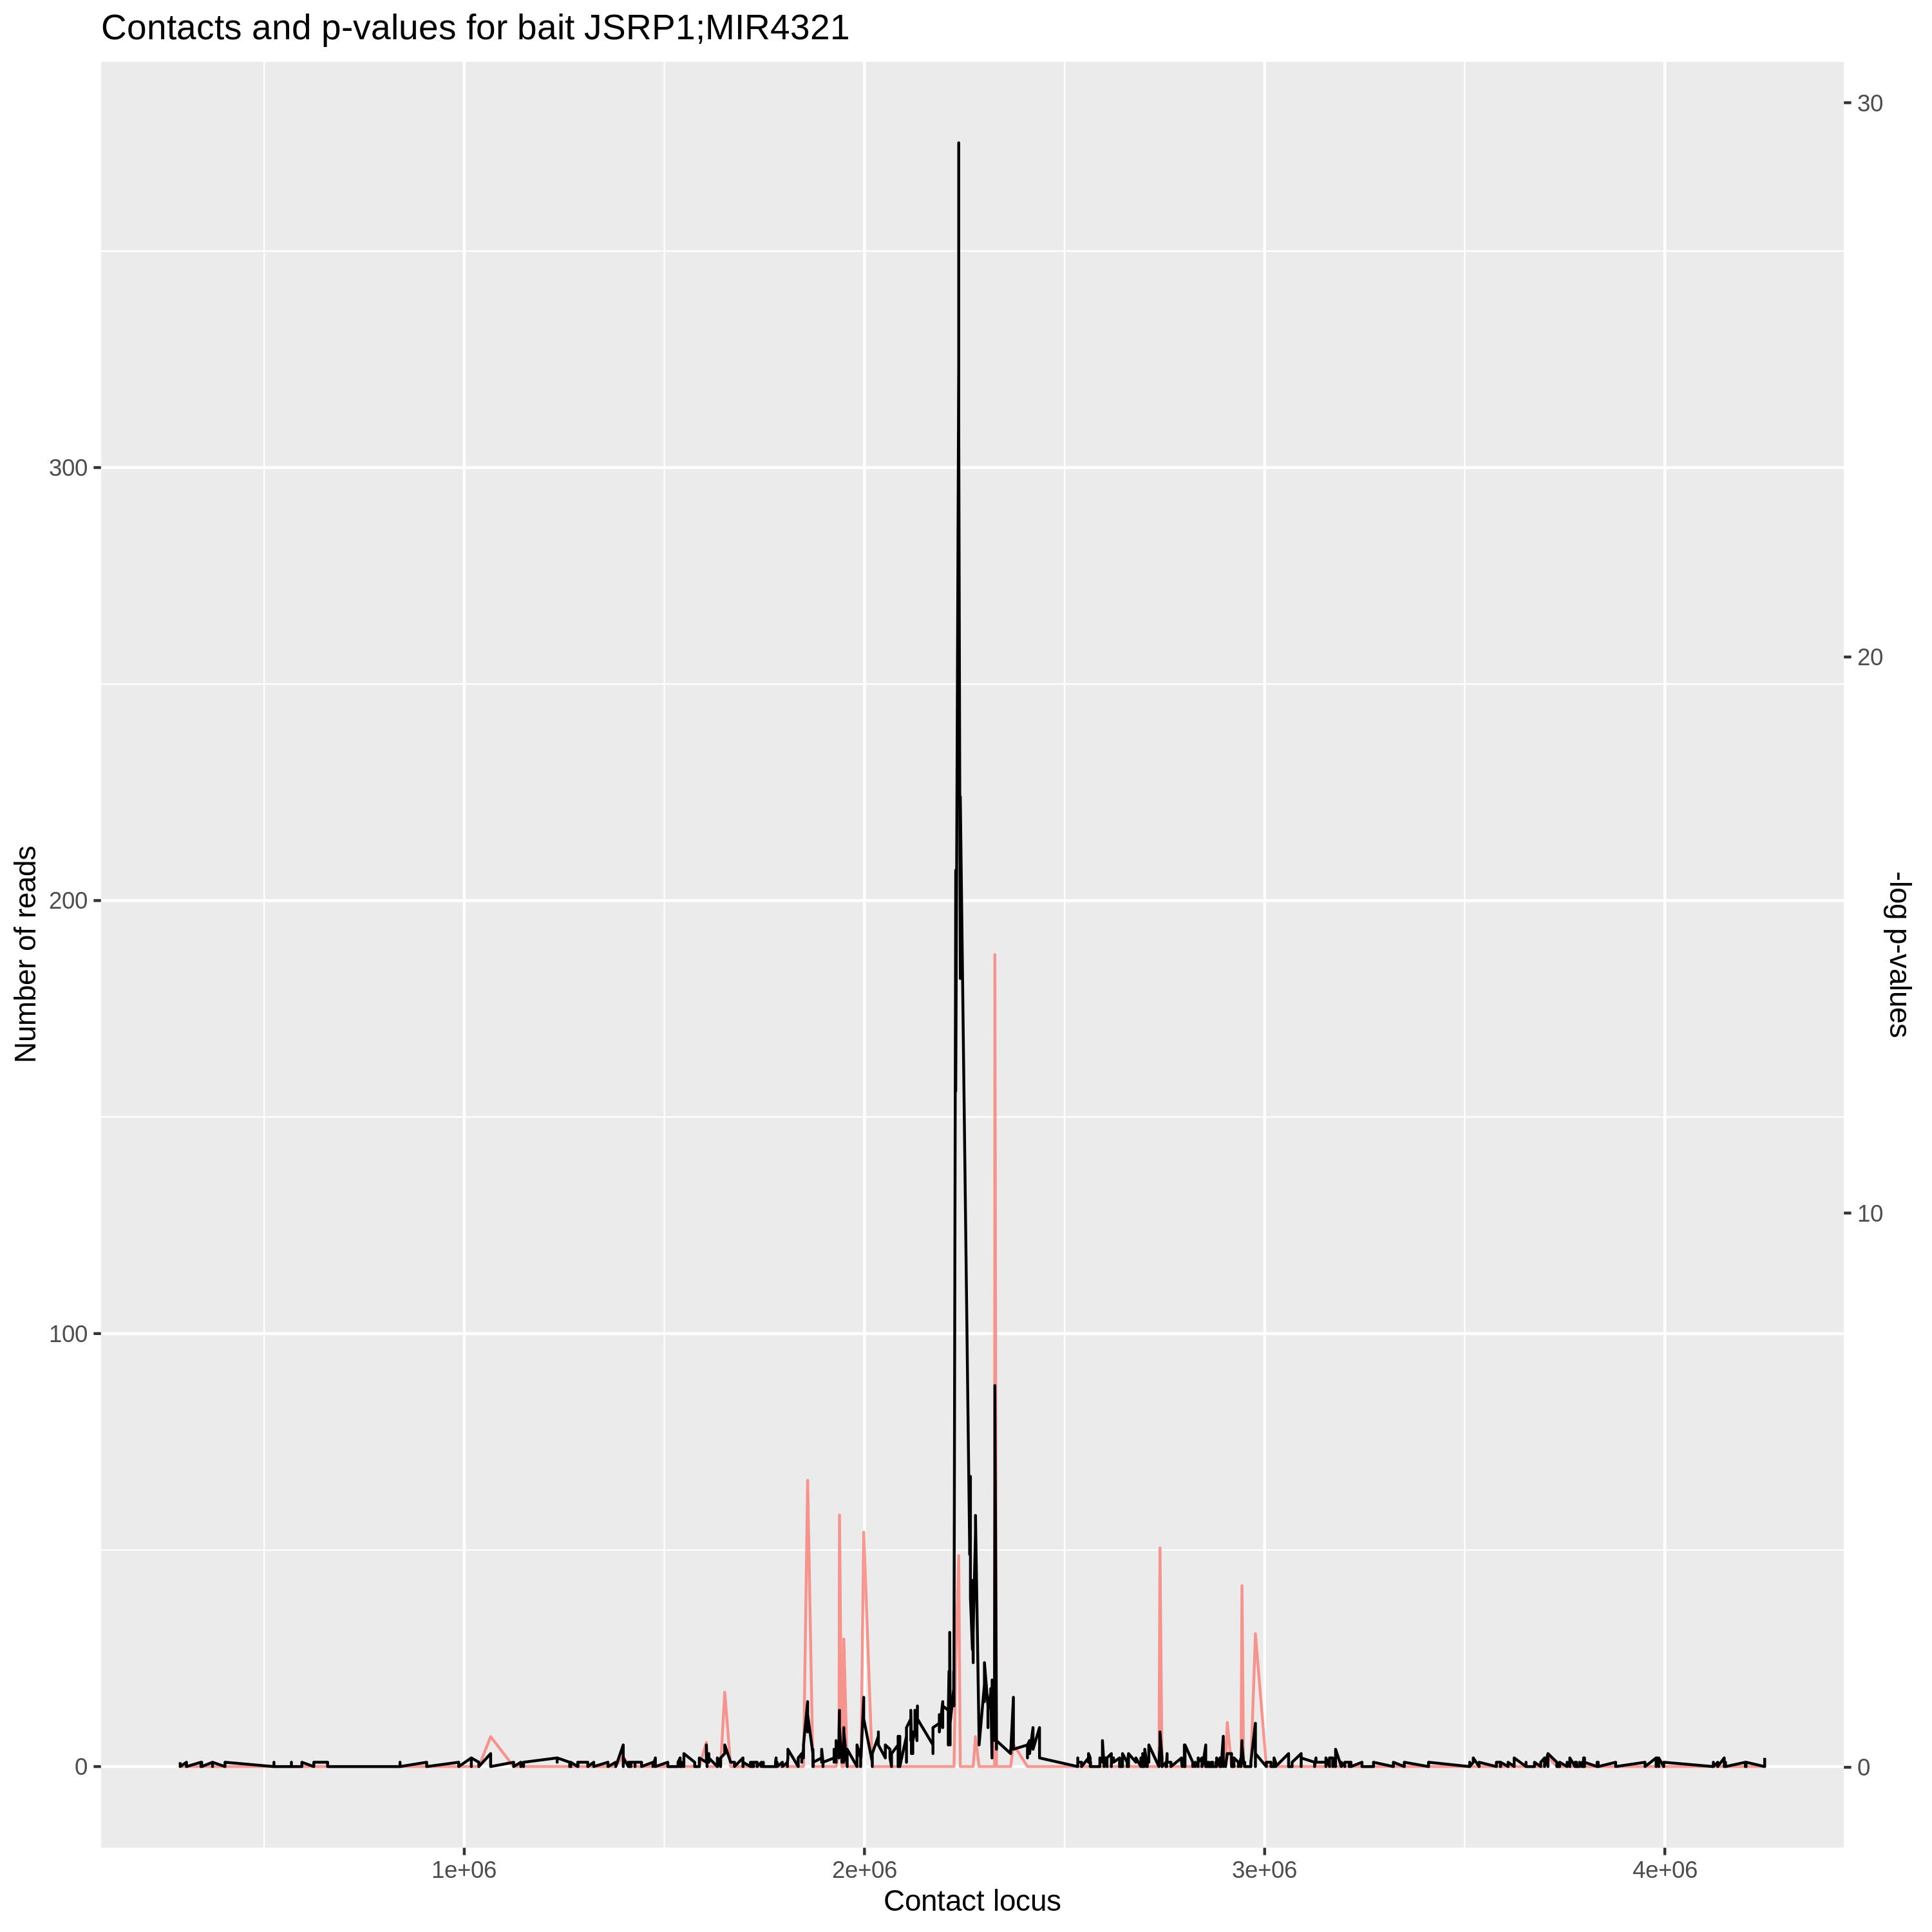 Contacts and p-values for bait JSRP1;MIR4321
Number of reads
300
200
100
0
30
20
10
0
-log p-values
1e+06
2e+06
3e+06
4e+06
Contact locus